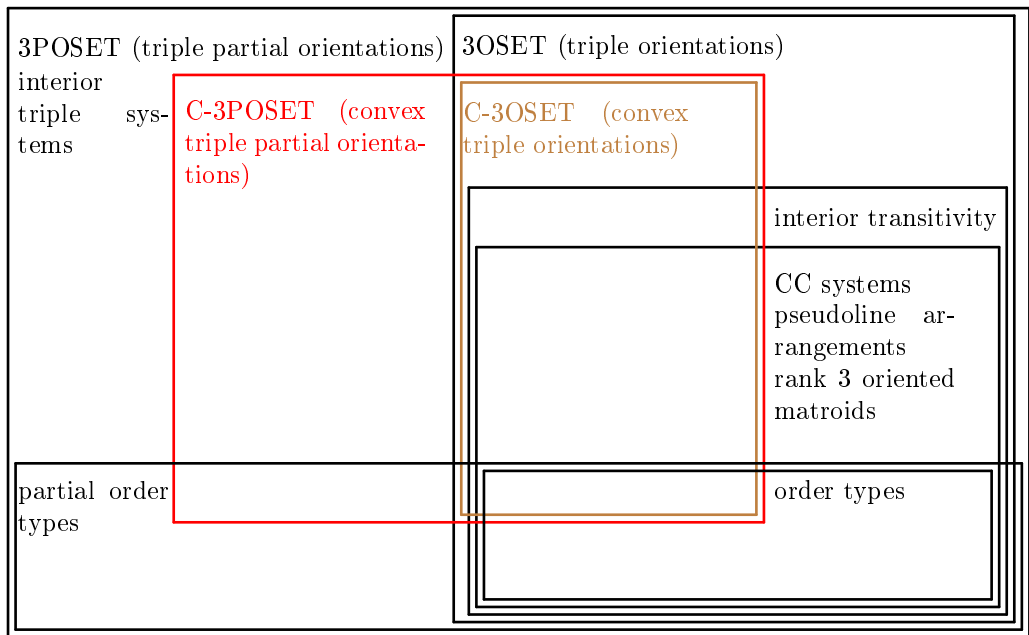 3POSET (triple partial orientations)
interior
triple sys-
tems
C-3POSET (convex
triple partial orienta-
tions)
3OSET (triple orientations)
C-3OSET (convex
triple orientations)
interior transitivity
CC systems
pseudoline ar-
rangements
rank 3 oriented
matroids
partial order
types
order types